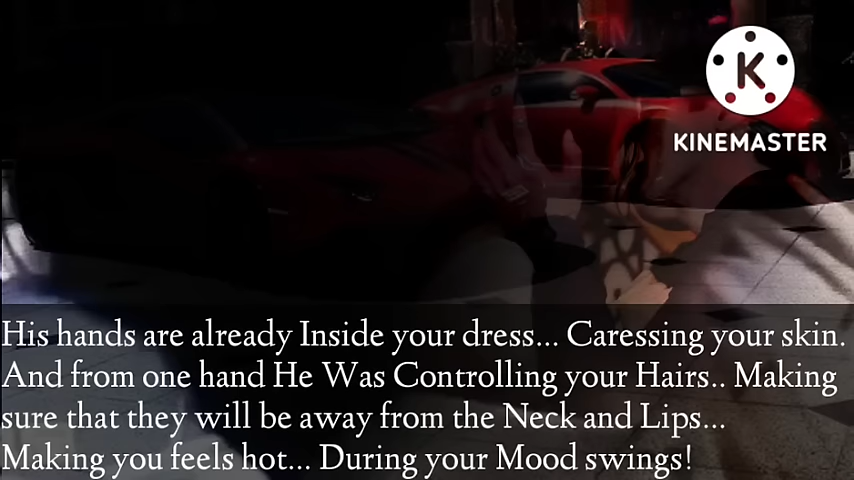 KINEMASTER
His hands are already Inside your dress... Caressing your skin.
And from one hand He Was Controlling your Hairs.. Making
sure that they will be away from the Neck and Lips...
Making you feels hot... During your Mood swings!